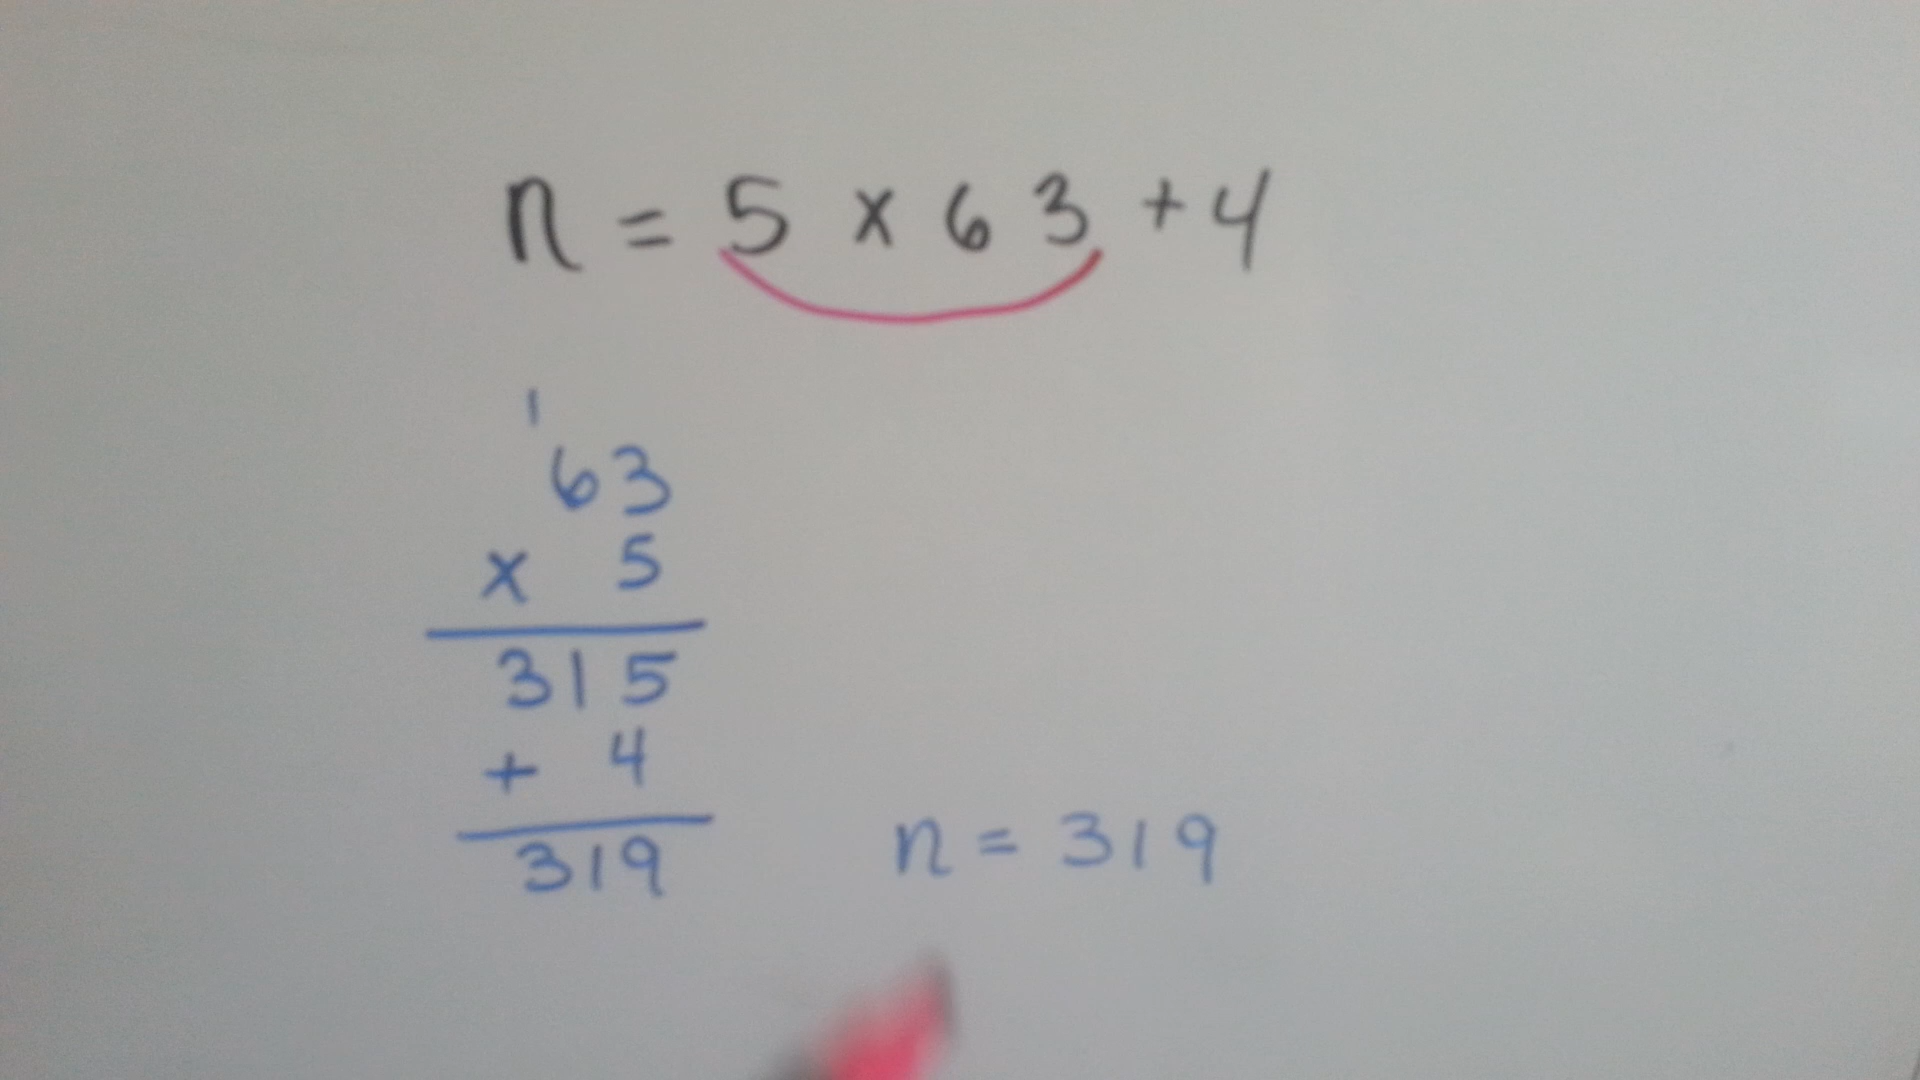 n = 5 x 63 + 4
1
63
x 5
315
+ 4
319
n = 319